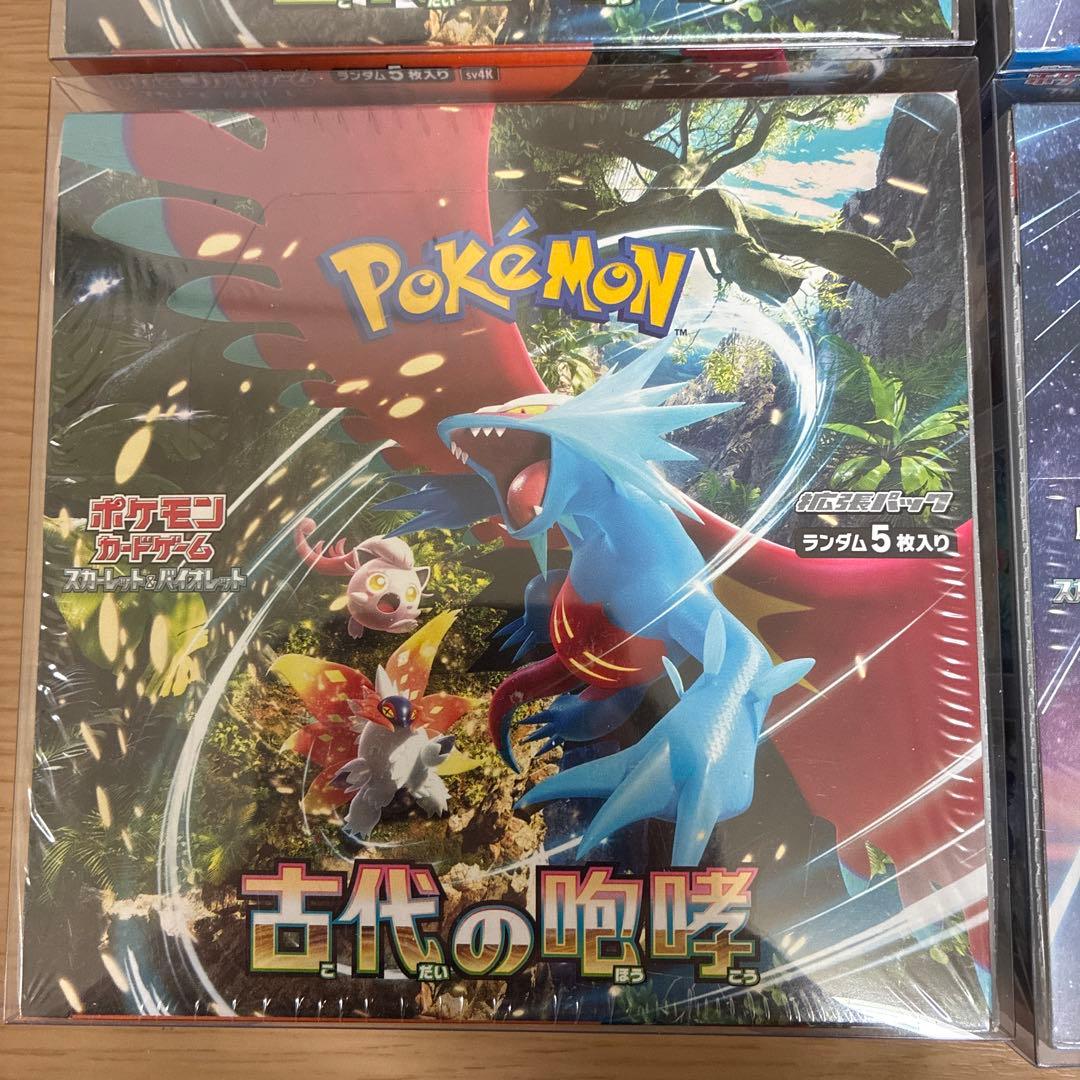 ランダム5枚入り sv4K
POKéMON
TM
ポケモン
カードゲーム
スカーレット&バイオレット
拡張パック
ランダム5枚入り
古代の咆哮
こ だい ほう こう